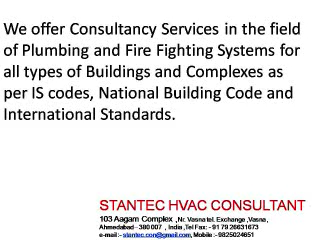 We offer Consultancy Services in the field
of Plumbing and Fire Fighting Systems for
all types of Buildings and Complexes as
per IS codes, National Building Code and
International Standards.
STANTEC HVAC CONSULTANT
103 Aagam Complex , Nr. Vasna tel. Exchange ,Vasna,
Ahmedabad – 380 007 , India ,Tel Fax: - 91 79 26631673
e-mail :- stantec.con@gmail.com, Mobile :- 9825024651